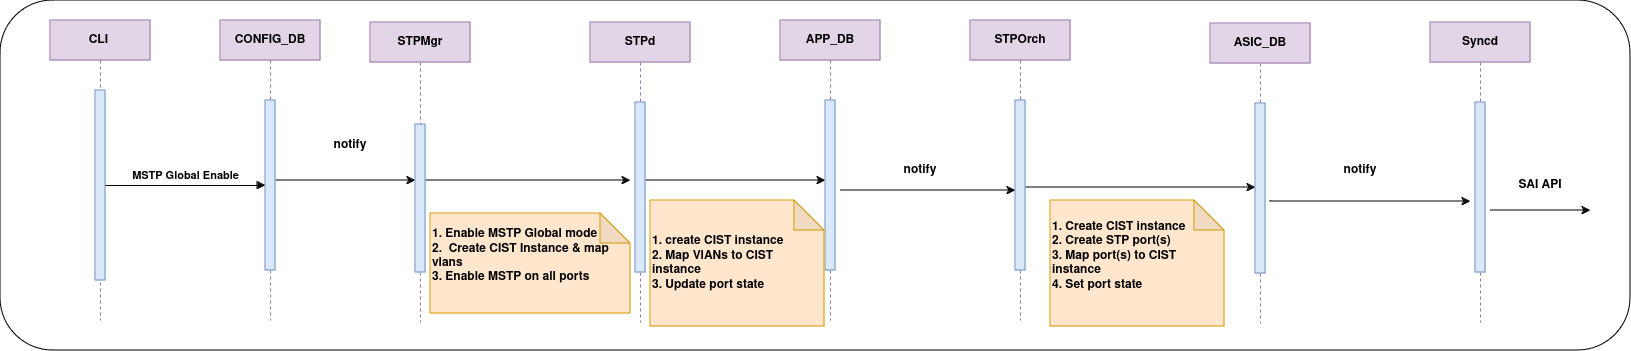 CLI
CONFIG_DB
STPMgr
STPd
APP_DB
STPOrch
ASIC_DB
Syncd
MSTP Global Enable
notify
notify
notify
SAI API
1. Enable MSTP Global mode
2.  Create CIST Instance & map
vlans
3. Enable MSTP on all ports
1. create CIST instance
2. Map VlANs to CIST
instance
3. Update port state
1. Create CIST instance
2. Create STP port(s)
3. Map port(s) to CIST
instance
4. Set port state